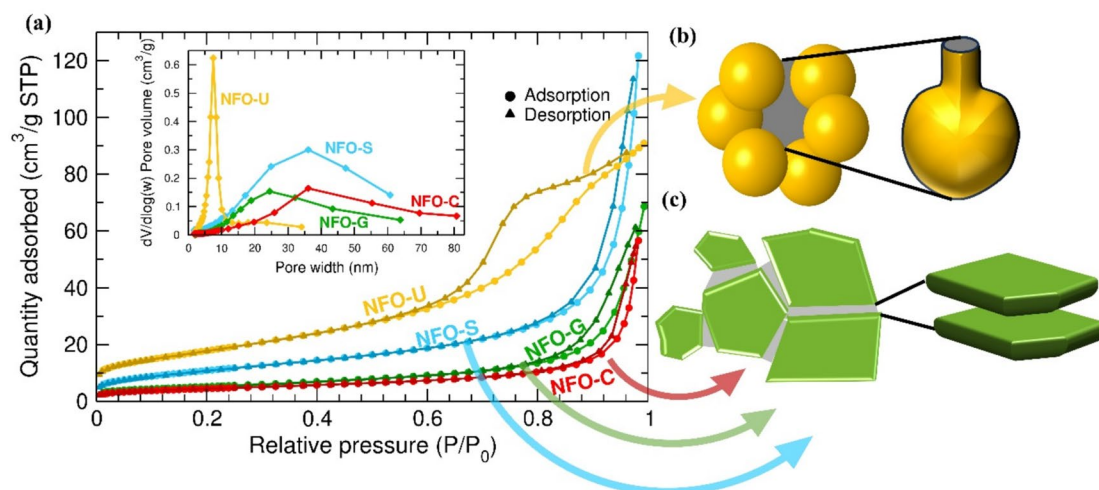 (a)
Quantity adsorbed (cm³/g STP)
120
100
80
60
40
20
0
0
0.2
0.4
0.6
0.8
1
Relative pressure (P/P₀)
dV/dlog(w) Pore volume (cm³/g)
0.6
0.5
0.4
0.3
0.2
0.1
0
0 10 20 30 40 50 60 70 80
Pore width (nm)
NFO-U
NFO-S
NFO-C
NFO-G
Adsorption
Desorption
NFO-U
NFO-S
NFO-G
NFO-C
(b)
(c)